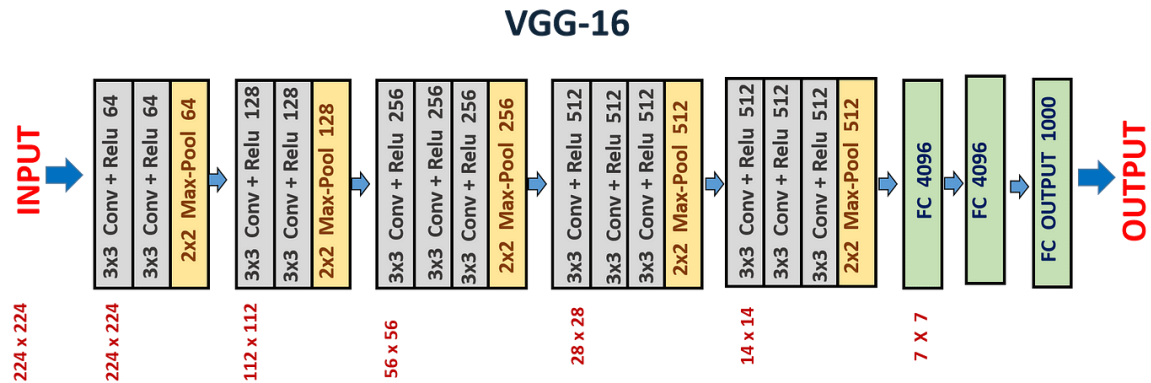 VGG-16
INPUT
3x3 Conv + Relu 64
3x3 Conv + Relu 64
2x2 Max-Pool 64
3x3 Conv + Relu 128
3x3 Conv + Relu 128
2x2 Max-Pool 128
3x3 Conv + Relu 256
3x3 Conv + Relu 256
3x3 Conv + Relu 256
2x2 Max-Pool 256
3x3 Conv + Relu 512
3x3 Conv + Relu 512
3x3 Conv + Relu 512
2x2 Max-Pool 512
3x3 Conv + Relu 512
3x3 Conv + Relu 512
3x3 Conv + Relu 512
2x2 Max-Pool 512
FC 4096
FC 4096
FC OUTPUT 1000
OUTPUT
224 x 224
224 x 224
112 x 112
56 x 56
28 x 28
14 x 14
7 X 7